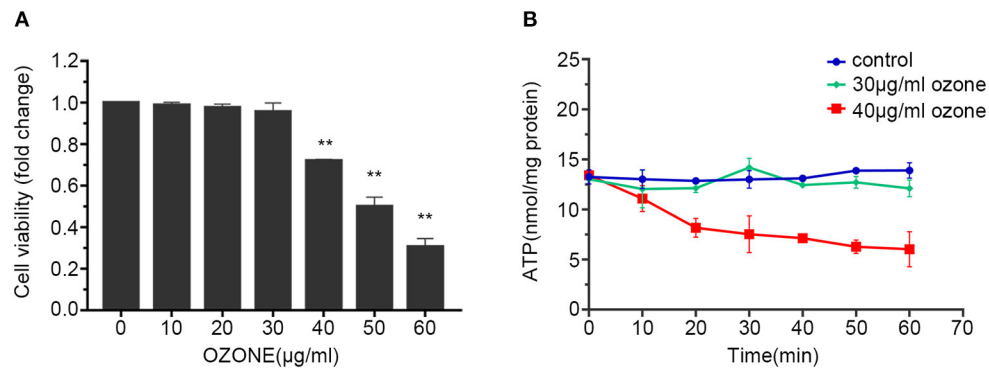 A
1.2
1.0
0.8
0.6
0.4
0.2
0.0
Cell viability (fold change)
**
**
**
0 10 20 30 40 50 60
OZONE(µg/ml)
B
25
20
15
10
5
0
ATP(nmol/mg protein)
control
30µg/ml ozone
40µg/ml ozone
0 10 20 30 40 50 60 70
Time(min)